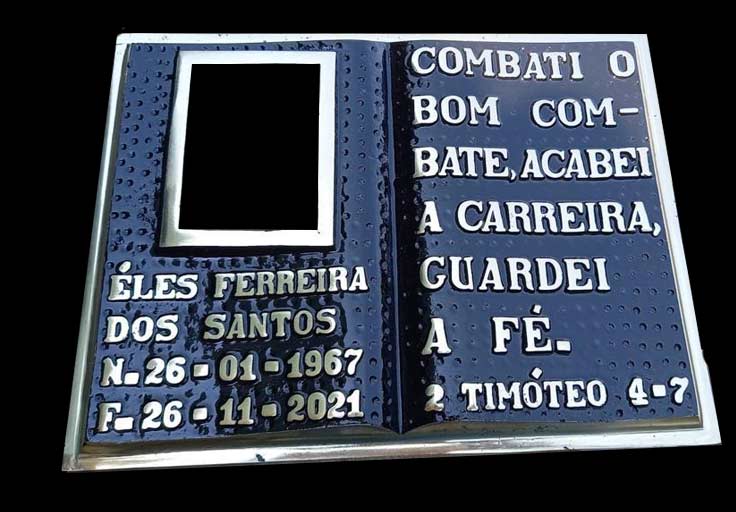 ÉLES FERREIRA
DOS SANTOS
N. 26 - 01 - 1967
F. 26 - 11 - 2021
COMBATI O
BOM COM-
BATE, ACABEI
A CARREIRA,
GUARDEI
A FÉ.
2 TIMÓTEO 4-7